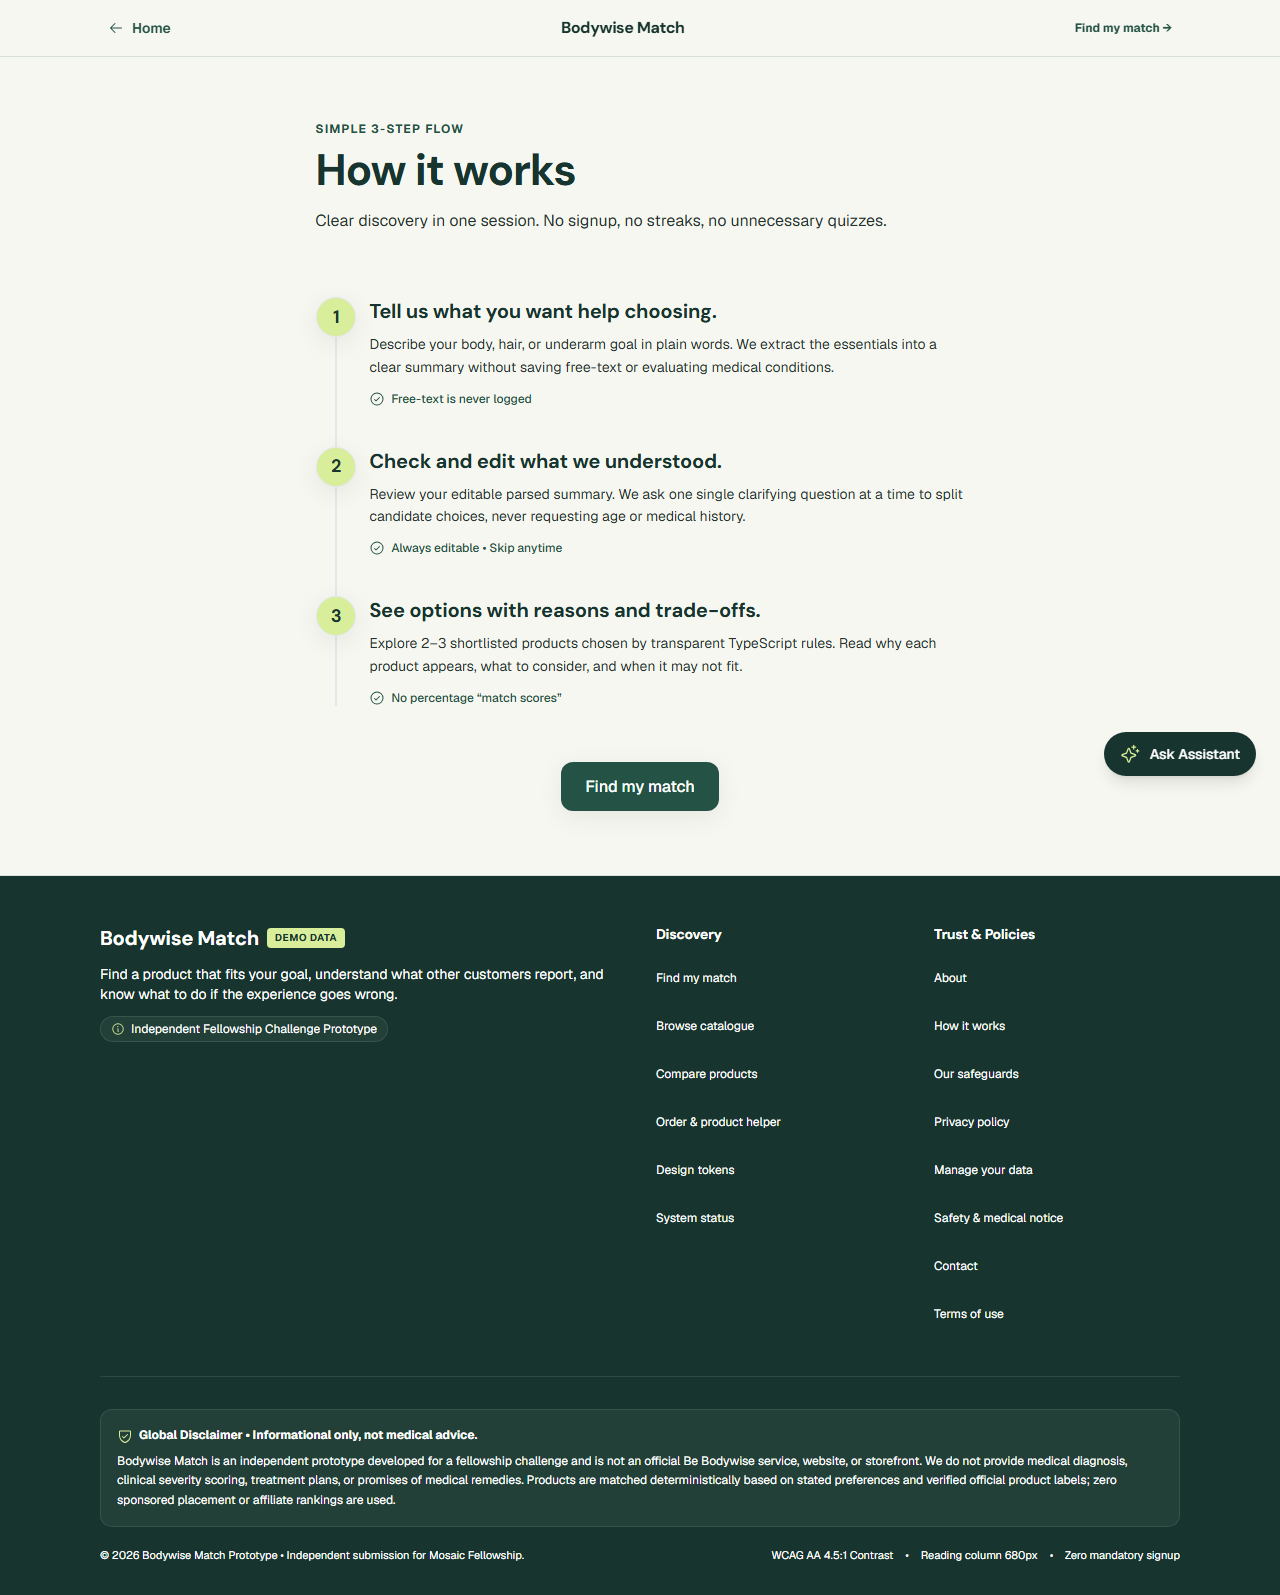 Home
Bodywise Match
Find my match →
SIMPLE 3-STEP FLOW
How it works
Clear discovery in one session. No signup, no streaks, no unnecessary quizzes.
1
Tell us what you want help choosing.
Describe your body, hair, or underarm goal in plain words. We extract the essentials into a
clear summary without saving free-text or evaluating medical conditions.
Free-text is never logged
2
Check and edit what we understood.
Review your editable parsed summary. We ask one single clarifying question at a time to split
candidate choices, never requesting age or medical history.
Always editable • Skip anytime
3
See options with reasons and trade-offs.
Explore 2–3 shortlisted products chosen by transparent TypeScript rules. Read why each
product appears, what to consider, and when it may not fit.
No percentage “match scores”
Ask Assistant
Find my match
Bodywise Match
DEMO DATA
Find a product that fits your goal, understand what other customers report, and
know what to do if the experience goes wrong.
Independent Fellowship Challenge Prototype
Discovery
Find my match
Browse catalogue
Compare products
Order & product helper
Design tokens
System status
Trust & Policies
About
How it works
Our safeguards
Privacy policy
Manage your data
Safety & medical notice
Contact
Terms of use
Global Disclaimer • Informational only, not medical advice.
Bodywise Match is an independent prototype developed for a fellowship challenge and is not an official Be Bodywise service, website, or storefront. We do not provide medical diagnosis,
clinical severity scoring, treatment plans, or promises of medical remedies. Products are matched deterministically based on stated preferences and verified official product labels; zero
sponsored placement or affiliate rankings are used.
© 2026 Bodywise Match Prototype • Independent submission for Mosaic Fellowship.
WCAG AA 4.5:1 Contrast • Reading column 680px • Zero mandatory signup